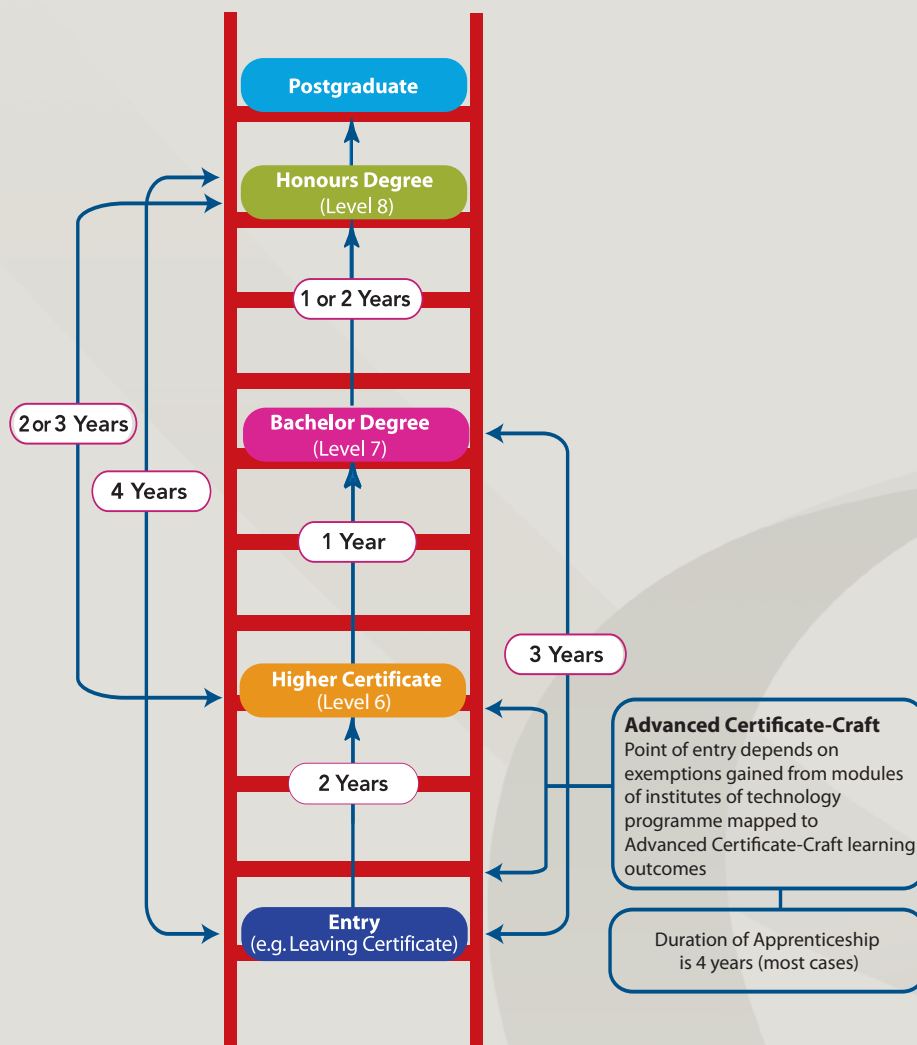 Postgraduate
Honours Degree
(Level 8)
1 or 2 Years
2 or 3 Years
Bachelor Degree
(Level 7)
4 Years
1 Year
3 Years
Higher Certificate
(Level 6)
Advanced Certificate-Craft
Point of entry depends on
exemptions gained from modules
of institutes of technology
programme mapped to
Advanced Certificate-Craft learning
outcomes
2 Years
Entry
(e.g. Leaving Certificate)
Duration of Apprenticeship
is 4 years (most cases)